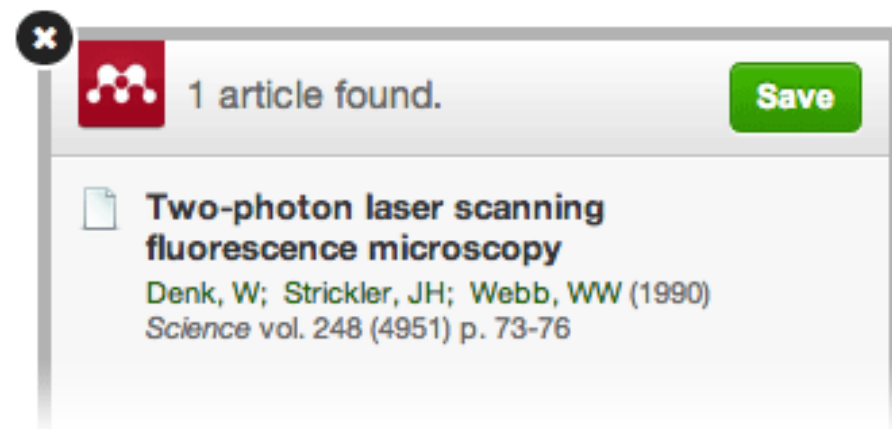 1 article found.
Save
Two-photon laser scanning
fluorescence microscopy
Denk, W; Strickler, JH; Webb, WW (1990)
Science vol. 248 (4951) p. 73-76